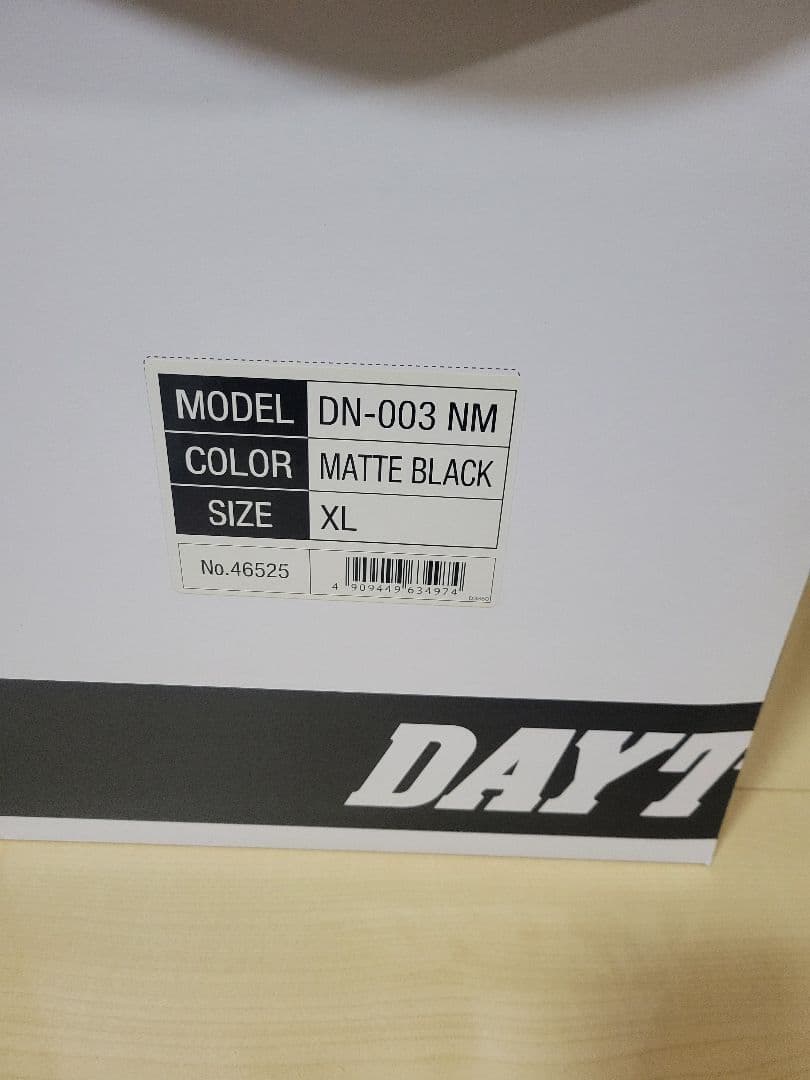 MODEL DN-003 NM
COLOR MATTE BLACK
SIZE XL
No.46525
4 909449 634974
DAYT